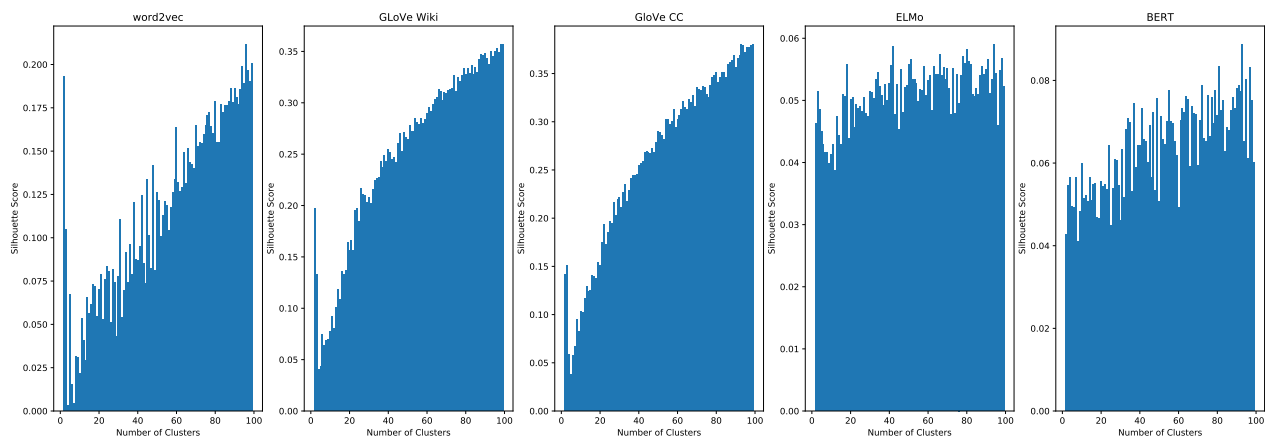 word2vec
0.200
0.175
0.150
0.125
0.100
0.075
0.050
0.025
0.000
Silhouette Score
0 20 40 60 80 100
Number of Clusters
GLoVe Wiki
0.35
0.30
0.25
0.20
0.15
0.10
0.05
0.00
Silhouette Score
0 20 40 60 80 100
Number of Clusters
GloVe CC
0.35
0.30
0.25
0.20
0.15
0.10
0.05
0.00
Silhouette Score
0 20 40 60 80 100
Number of Clusters
ELMo
0.06
0.05
0.04
0.03
0.02
0.01
0.00
Silhouette Score
0 20 40 60 80 100
Number of Clusters
BERT
0.08
0.06
0.04
0.02
0.00
Silhouette Score
0 20 40 60 80 100
Number of Clusters